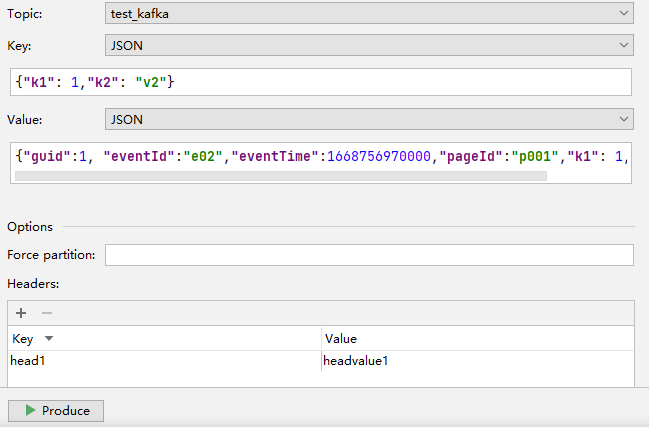 Topic: test_kafka
Key: JSON
{"k1": 1,"k2": "v2"}
Value: JSON
{"guid":1, "eventId":"e02","eventTime":1668756970000,"pageId":"p001","k1": 1,
Options
Force partition:
Headers:
Key Value
head1 headvalue1
Produce